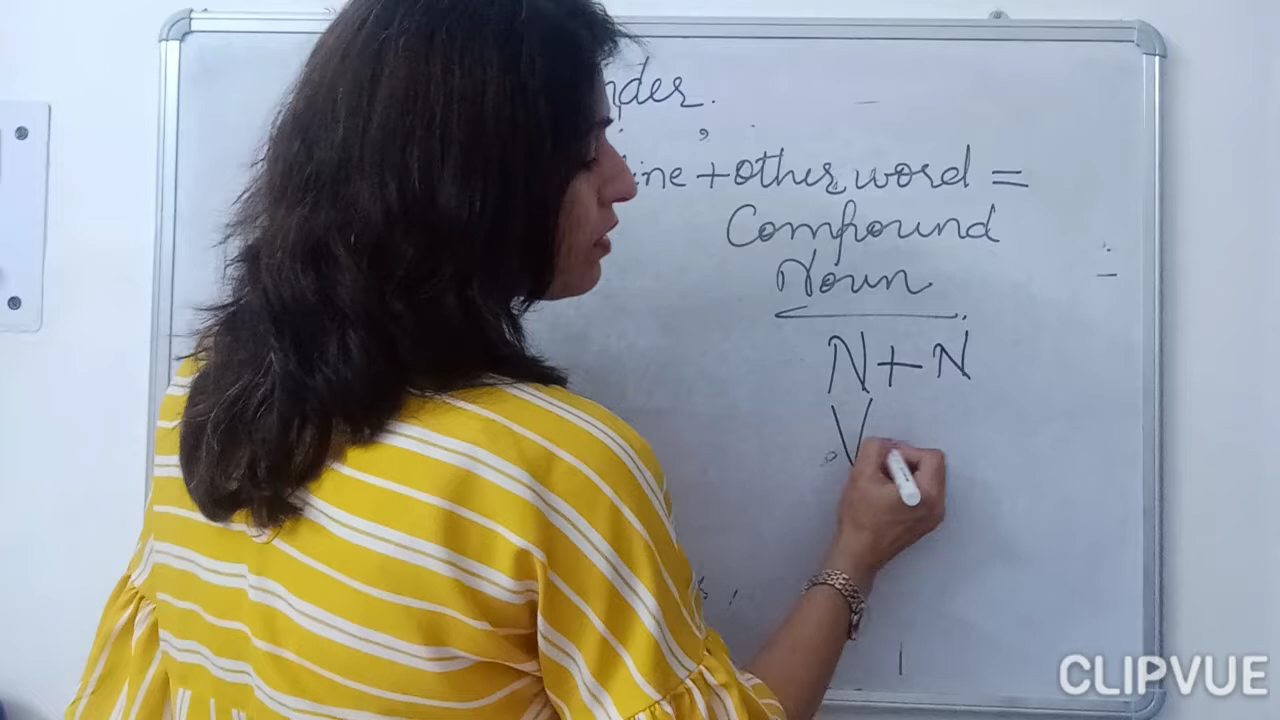 nder.
ine + other word =
Compound
Noun
N + N
V
CLIPVUE